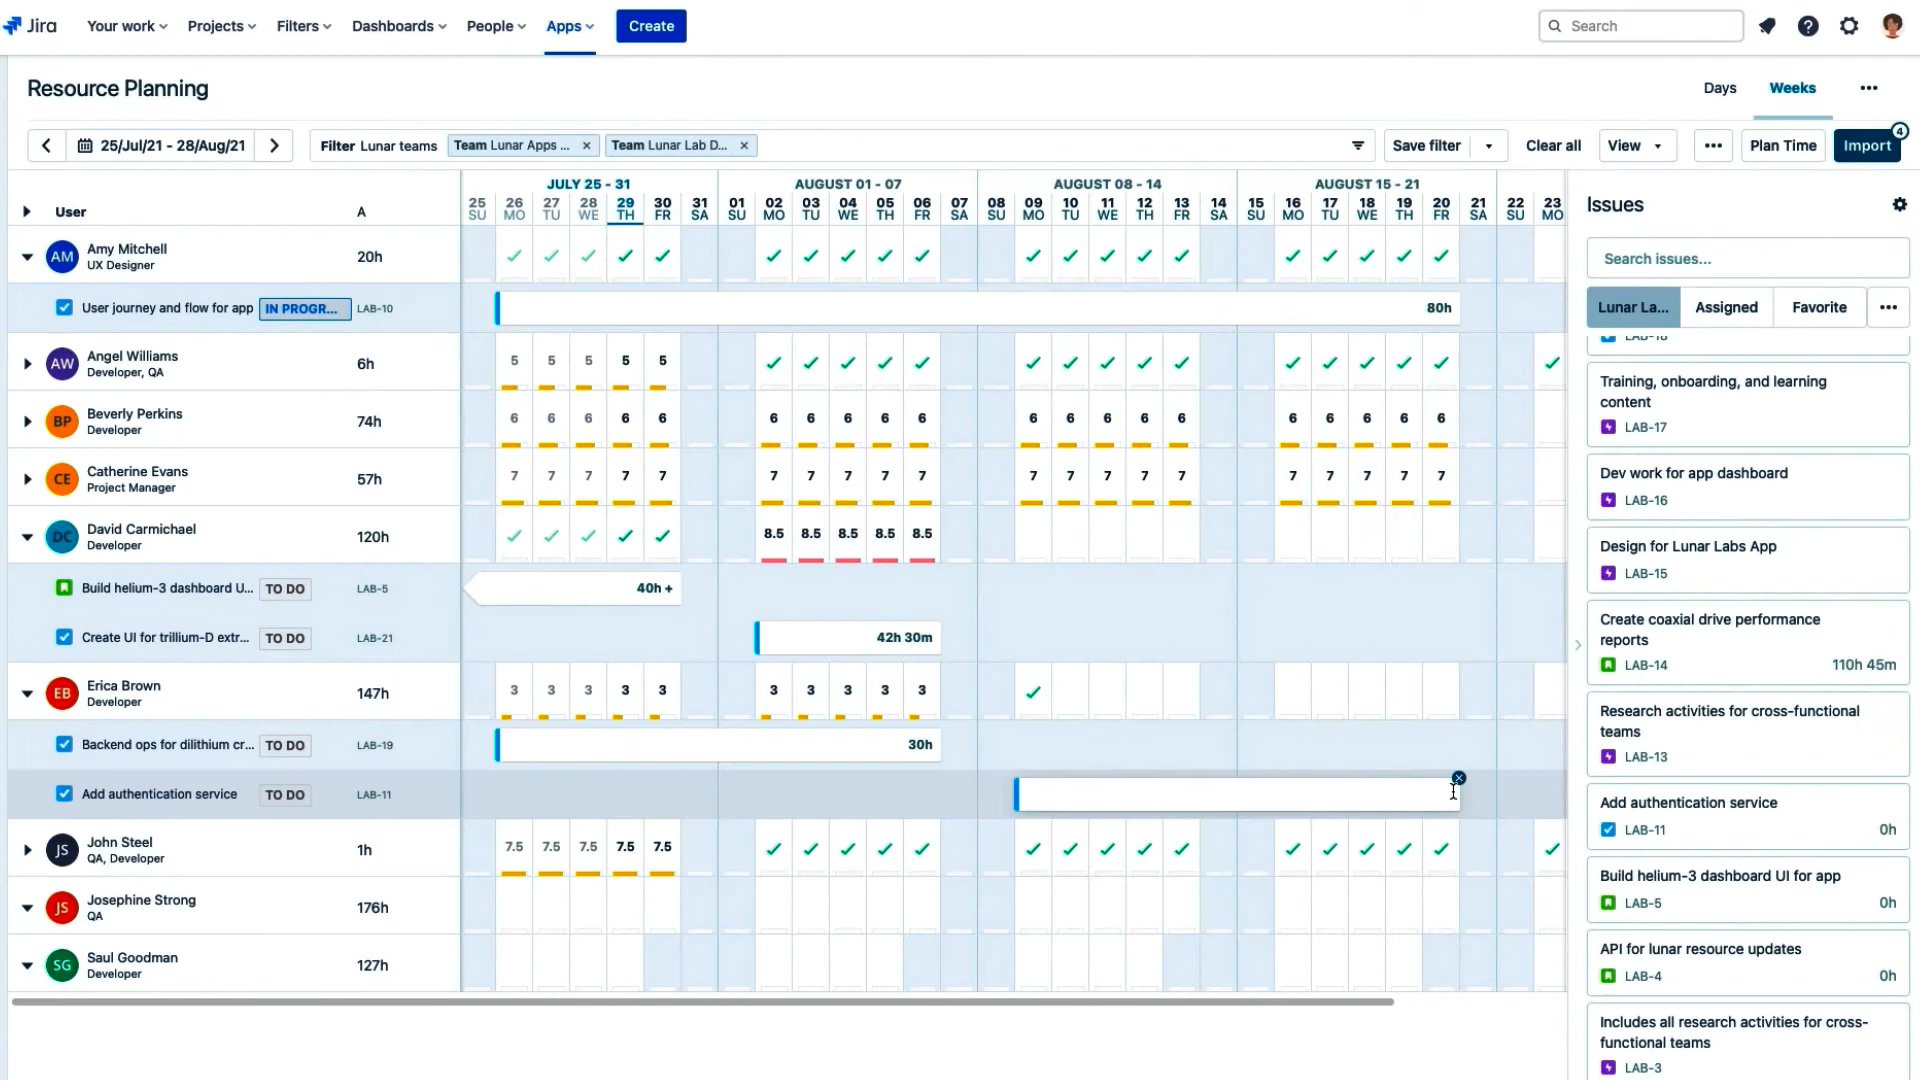 Jira
Your work Projects Filters Dashboards People Apps Create Search
Resource Planning
Days Weeks
25/Jul/21 - 28/Aug/21 Filter Lunar teams Team Lunar Apps ... Team Lunar Lab D... Save filter Clear all View Plan Time Import 4
JULY 25 - 31 AUGUST 01 - 07 AUGUST 08 - 14 AUGUST 15 - 21
User A
25 26 27 28 29 30 31 01 02 03 04 05 06 07 08 09 10 11 12 13 14 15 16 17 18 19 20 21 22 23
SU MO TU WE TH FR SA SU MO TU WE TH FR SA SU MO TU WE TH FR SA SU MO TU WE TH FR SA SU MO
AM Amy Mitchell 20h
UX Designer
User journey and flow for app IN PROGR... LAB-10 80h
AW Angel Williams 6h 5 5 5 5 5
Developer, QA
BP Beverly Perkins 74h 6 6 6 6 6 6 6 6 6 6 6 6 6 6 6 6 6 6 6 6
Developer
CE Catherine Evans 57h 7 7 7 7 7 7 7 7 7 7 7 7 7 7 7 7 7 7 7 7
Project Manager
DC David Carmichael 120h 8.5 8.5 8.5 8.5 8.5
Developer
Build helium-3 dashboard U... TO DO LAB-5 40h +
Create UI for trillium-D extr... TO DO LAB-21 42h 30m
EB Erica Brown 147h 3 3 3 3 3 3 3 3 3 3
Developer
Backend ops for dilithium cr... TO DO LAB-19 30h
Add authentication service TO DO LAB-11
JS John Steel 1h 7.5 7.5 7.5 7.5 7.5
QA, Developer
JS Josephine Strong 176h
QA
SG Saul Goodman 127h
Developer
Issues
Search issues...
Lunar La... Assigned Favorite
LAB-18
Training, onboarding, and learning
content
LAB-17
Dev work for app dashboard
LAB-16
Design for Lunar Labs App
LAB-15
Create coaxial drive performance
reports
LAB-14 110h 45m
Research activities for cross-functional
teams
LAB-13
Add authentication service
LAB-11 0h
Build helium-3 dashboard UI for app
LAB-5 0h
API for lunar resource updates
LAB-4 0h
Includes all research activities for cross-
functional teams
LAB-3